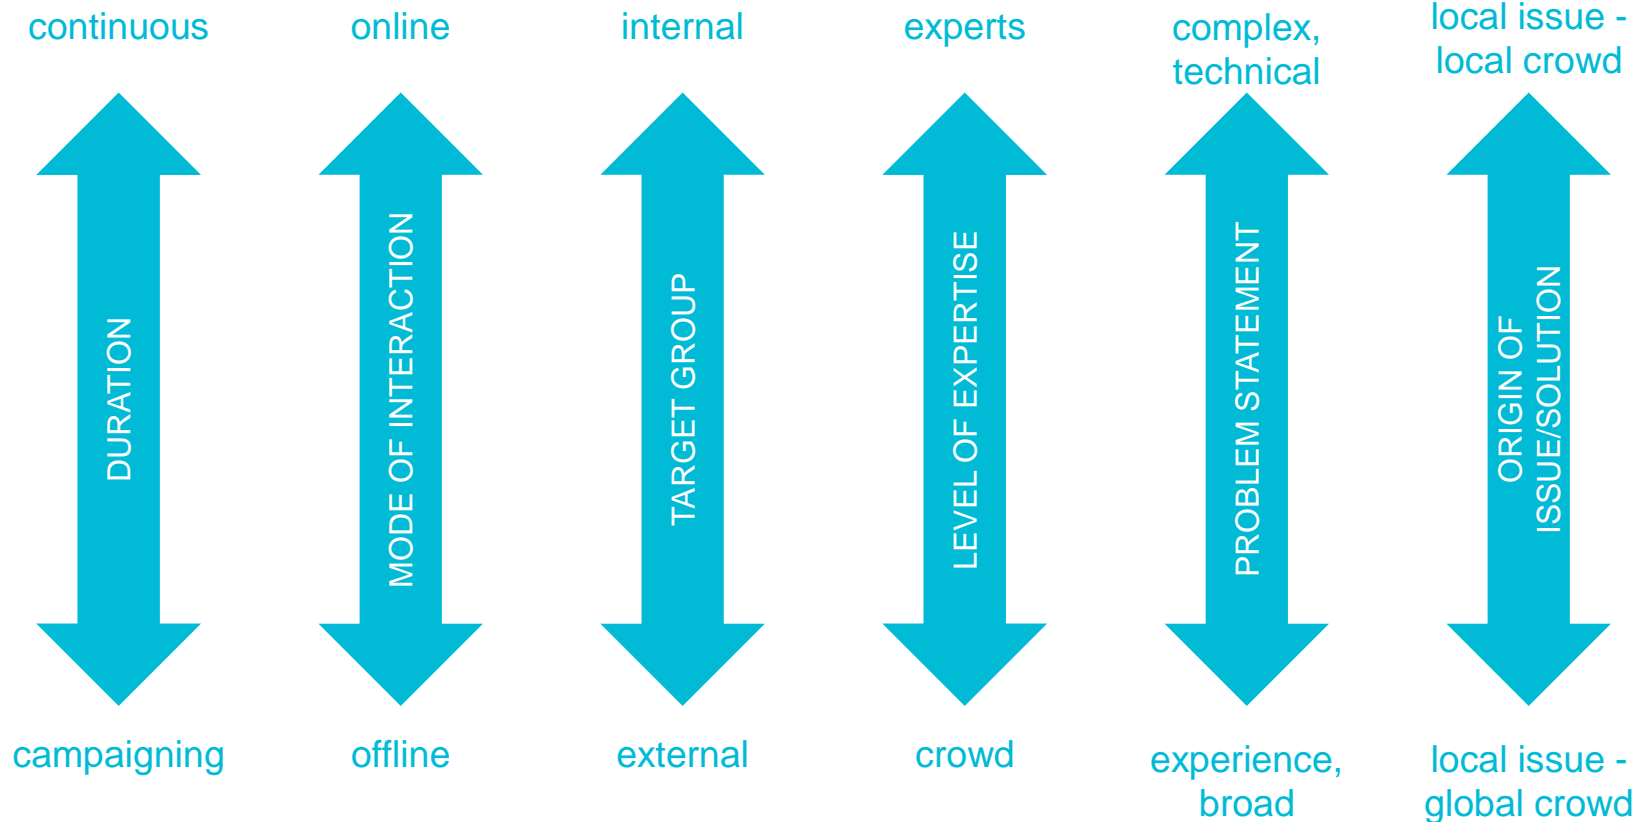 continuous
online
internal
experts
complex,
technical
local issue -
local crowd
DURATION
MODE OF INTERACTION
TARGET GROUP
LEVEL OF EXPERTISE
PROBLEM STATEMENT
ORIGIN OF
ISSUE/SOLUTION
campaigning
offline
external
crowd
experience,
broad
local issue -
global crowd